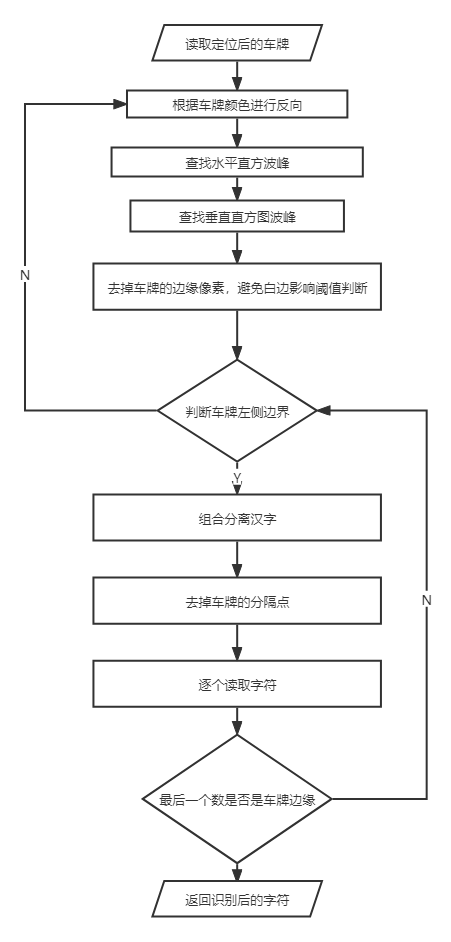 读取定位后的车牌
根据车牌颜色进行反向
查找水平直方波峰
查找垂直直方图波峰
N
去掉车牌的边缘像素，避免白边影响阈值判断
判断车牌左侧边界
Y
组合分离汉字
去掉车牌的分隔点
N
逐个读取字符
最后一个数是否是车牌边缘
返回识别后的字符